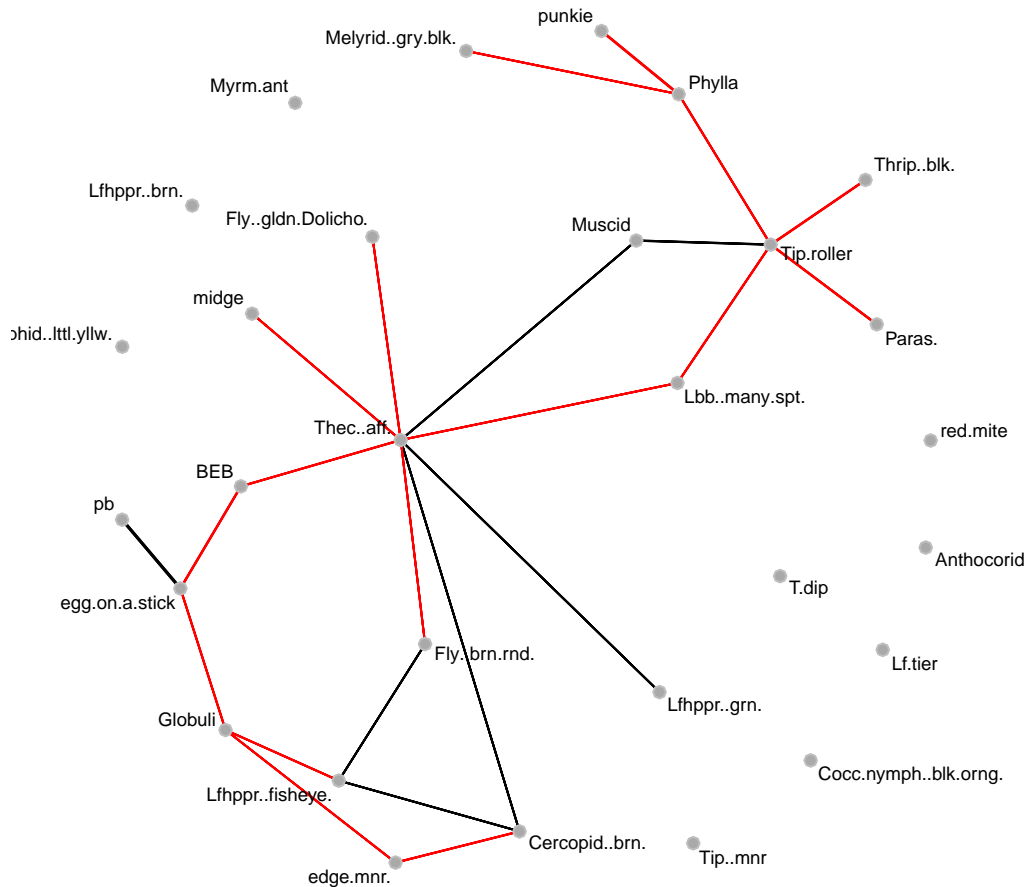 punkie
Melyrid..gry.blk.
Phylla
Myrm.ant
Thrip..blk.
Lfhppr..brn.
Fly..gldn.Dolicho.
Muscid
Tip.roller
midge
ohid..lttl.yllw.
Paras.
Lbb..many.spt.
Thec..aff.
red.mite
BEB
pb
Anthocorid
T.dip
egg.on.a.stick
Fly..brn.rnd.
Lf.tier
Lfhppr..grn.
Globuli
Cocc.nymph..blk.orng.
Lfhppr..fisheye.
Cercopid..brn.
Tip..mnr
edge.mnr.